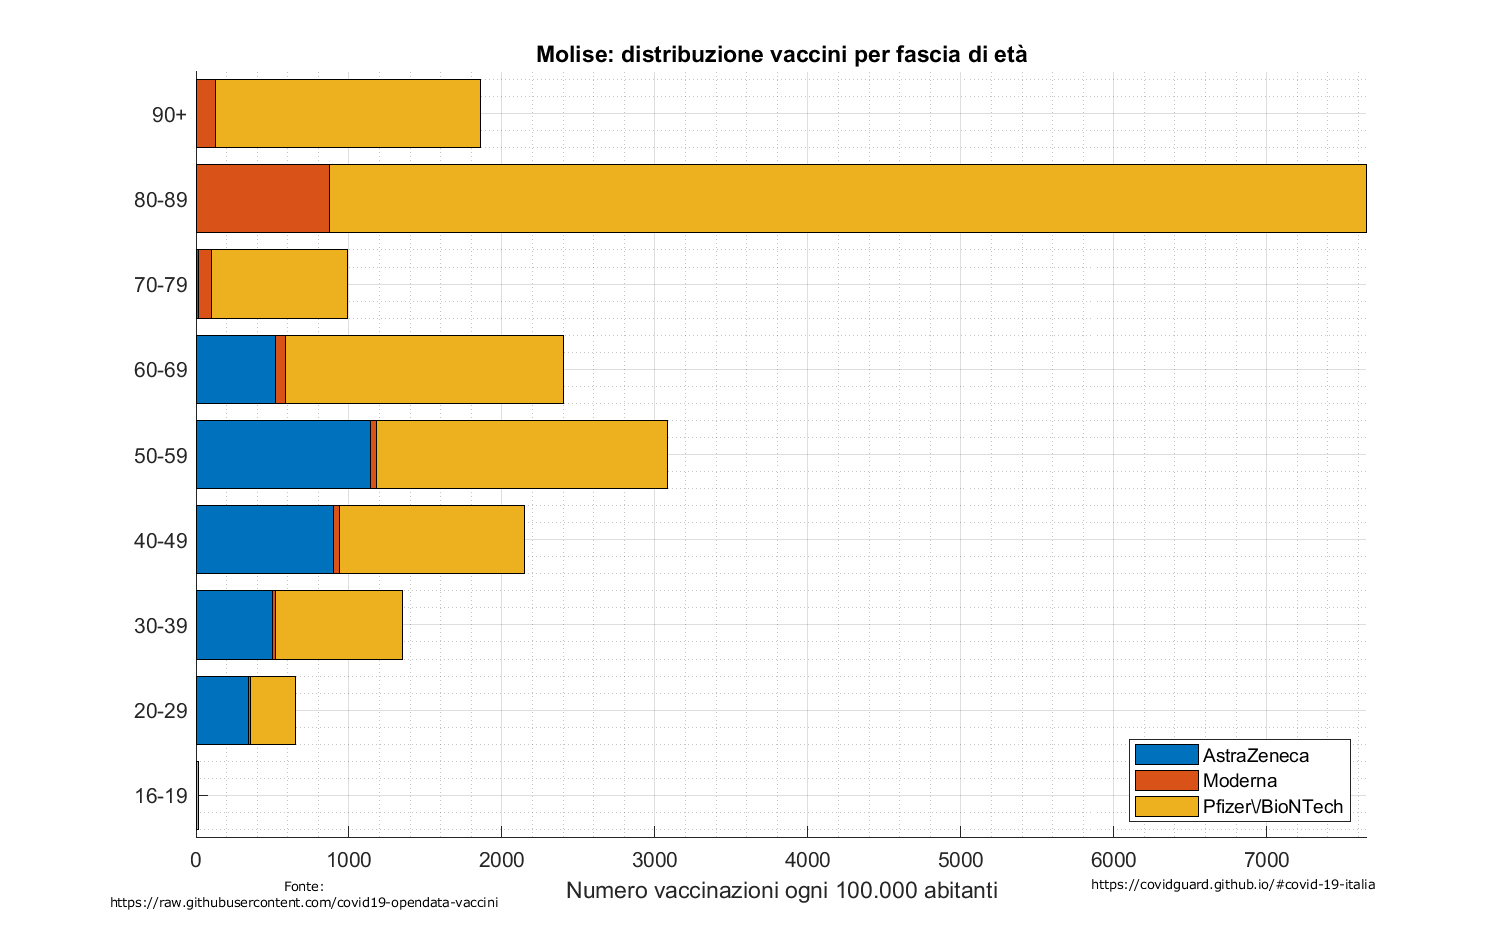 Molise: distribuzione vaccini per fascia di età
90+
80-89
70-79
60-69
50-59
40-49
30-39
20-29
16-19
AstraZeneca
Moderna
Pfizer\/BioNTech
0 1000 2000 3000 4000 5000 6000 7000
Numero vaccinazioni ogni 100.000 abitanti
Fonte:
https://raw.githubusercontent.com/covid19-opendata-vaccini
https://covidguard.github.io/#covid-19-italia